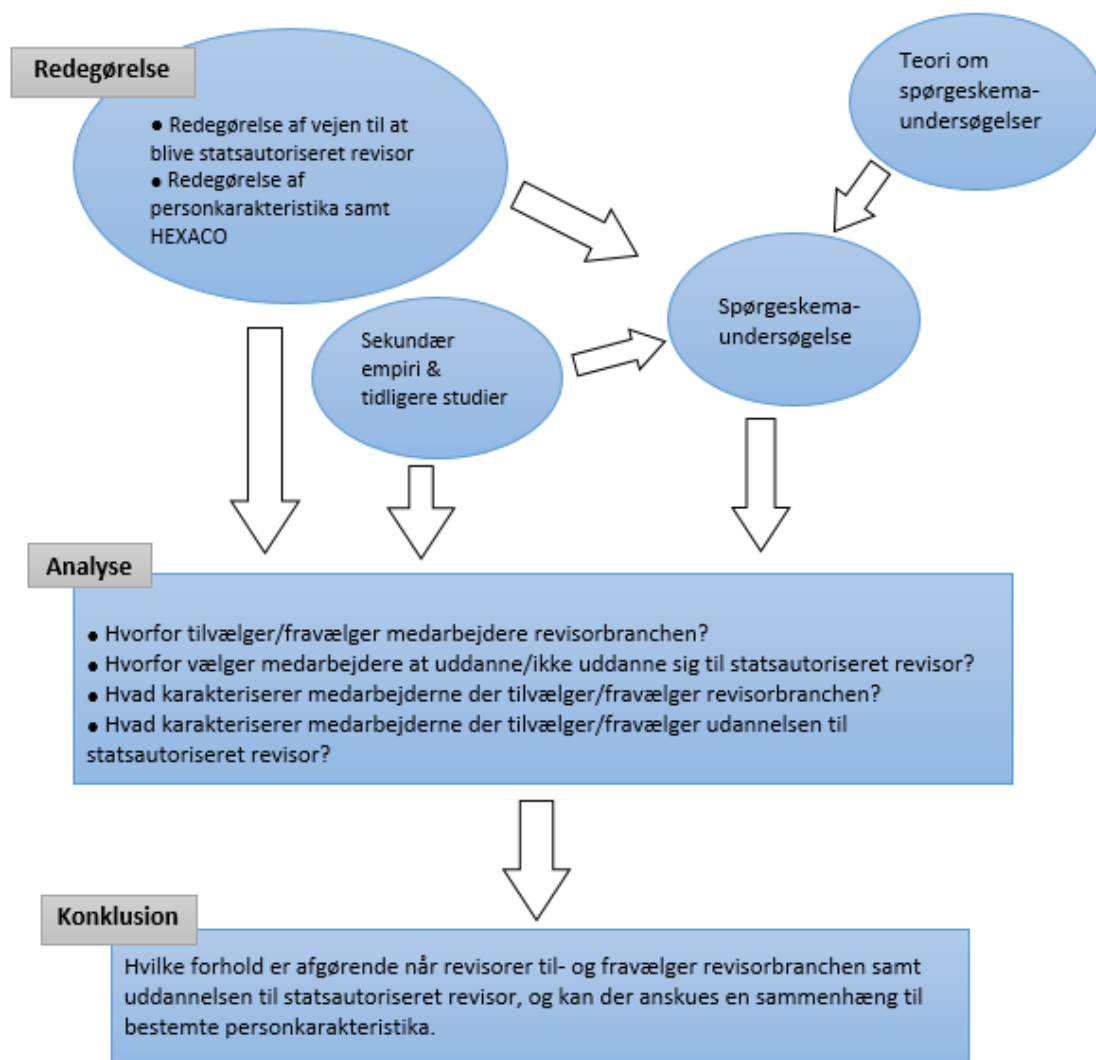 Redegørelse
● Redegørelse af vejen til at
blive statsautoriseret revisor
● Redegørelse af
personkarakteristika samt
HEXACO
Teori om
spørgeskema-
undersøgelser
Sekundær
empiri &
tidligere studier
Spørgeskema-
undersøgelse
Analyse
● Hvorfor tilvælger/fravælger medarbejdere revisorbranchen?
● Hvorfor vælger medarbejdere at uddanne/ikke uddanne sig til statsautoriseret revisor?
● Hvad karakteriserer medarbejderne der tilvælger/fravælger revisorbranchen?
● Hvad karakteriserer medarbejderne der tilvælger/fravælger udannelsen til
statsautoriseret revisor?
Konklusion
Hvilke forhold er afgørende når revisorer til- og fravælger revisorbranchen samt
uddannelsen til statsautoriseret revisor, og kan der anskues en sammenhæng til
bestemte personkarakteristika.